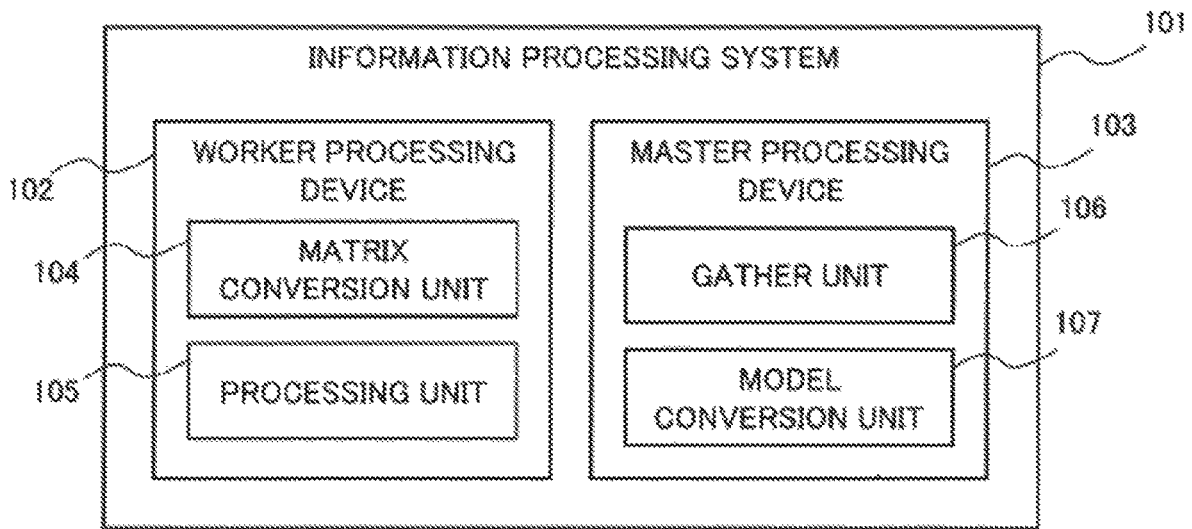 INFORMATION PROCESSING SYSTEM
101
WORKER PROCESSING
DEVICE
102
MATRIX
CONVERSION UNIT
104
PROCESSING UNIT
105
MASTER PROCESSING
DEVICE
103
GATHER UNIT
106
MODEL
CONVERSION UNIT
107